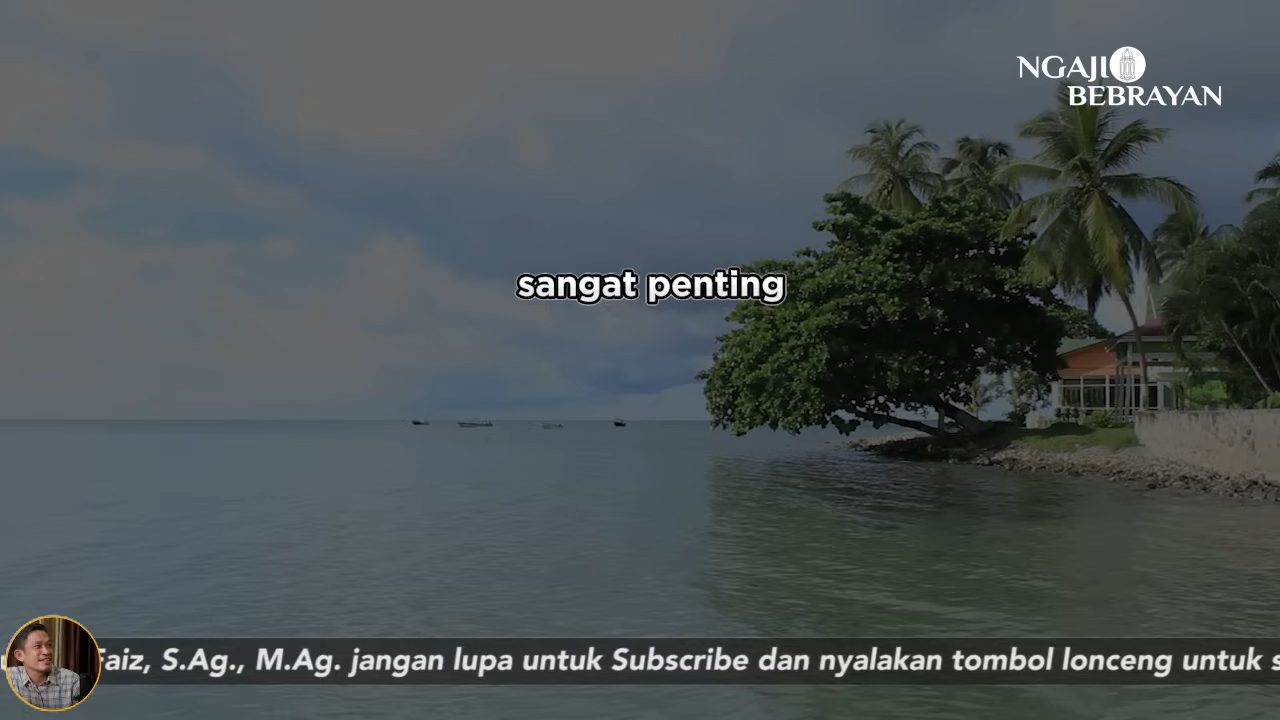 NGAJI
BEBRAYAN
sangat penting
Faiz, S.Ag., M.Ag. jangan lupa untuk Subscribe dan nyalakan tombol lonceng untuk